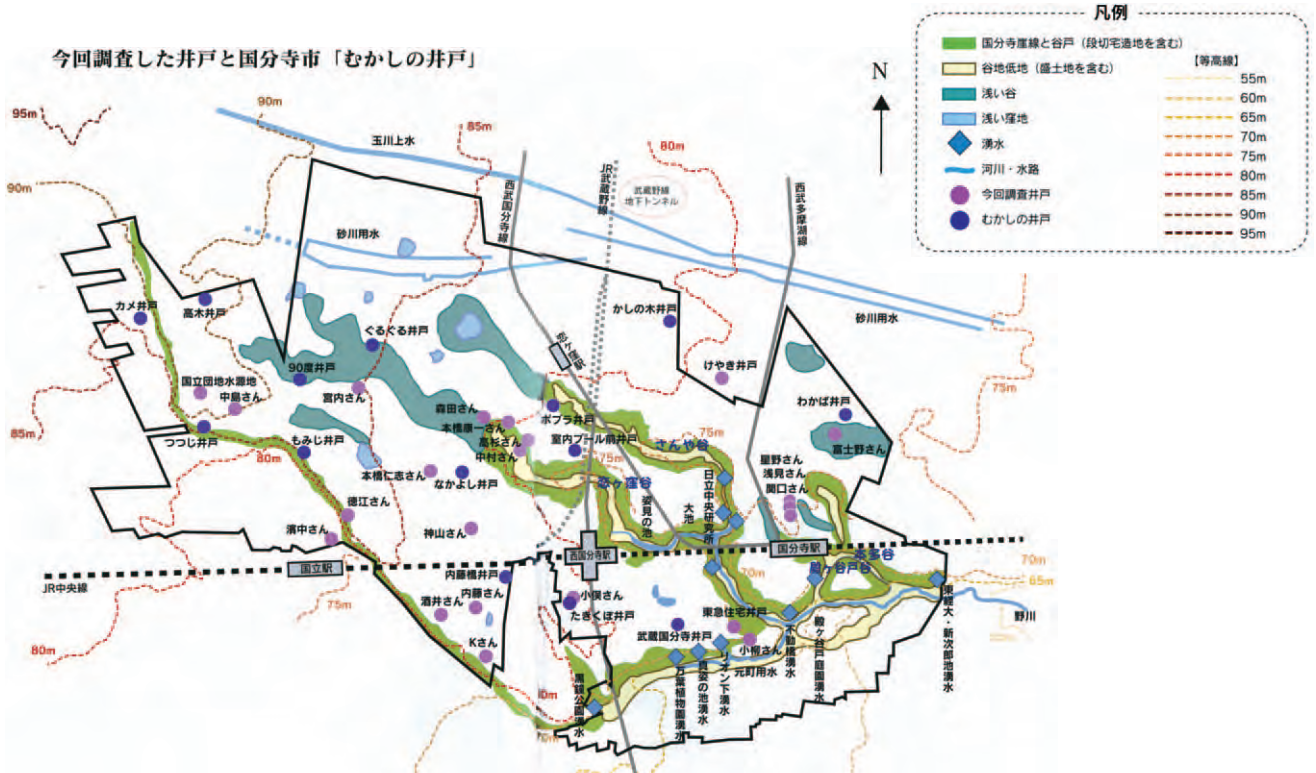 今回調査した井戸と国分寺市「むかしの井戸」
凡例
国分寺崖線と谷戸（段切宅造地を含む）
谷地低地（盛土地を含む）
浅い谷
浅い窪地
湧水
河川・水路
今回調査井戸
むかしの井戸
【等高線】
55m
60m
65m
70m
75m
80m
85m
90m
95m
N
95m
90m
玉川上水
85m
80m
90m
西武国分寺線
JR武蔵野線
武蔵野線
地下トンネル
西武多摩湖線
砂川用水
砂川用水
カメ井戸
高木井戸
ぐるぐる井戸
かしの木井戸
恋ヶ窪駅
けやき井戸
90度井戸
国立団地水源地
中島さん
宮内さん
75m
わかば井戸
森田さん
本橋康一さん
高杉さん
中村さん
ポプラ井戸
室内プール前井戸
75m
75m
さんや谷
富士野さん
85m
つつじ井戸
もみじ井戸
80m
本橋仁志さん
なかよし井戸
恋ヶ窪谷
星野さん
浅見さん
関口さん
日立中央研究所
大池
姿見の池
徳江さん
濱中さん
神山さん
国立駅
西国分寺駅
国分寺駅
本多谷
殿ヶ谷戸谷
70m
65m
JR中央線
75m
内藤橋井戸
70m
小俣さん
たきくぼ井戸
内藤さん
酒井さん
東急住宅井戸
武蔵国分寺井戸
小柳さん
野川
Kさん
80m
元町用水
黒鐘公園湧水
万葉植物園湧水
真姿の池湧水
リオン下湧水
不動橋湧水
殿ヶ谷戸庭園湧水
東経大・新次郎池湧水